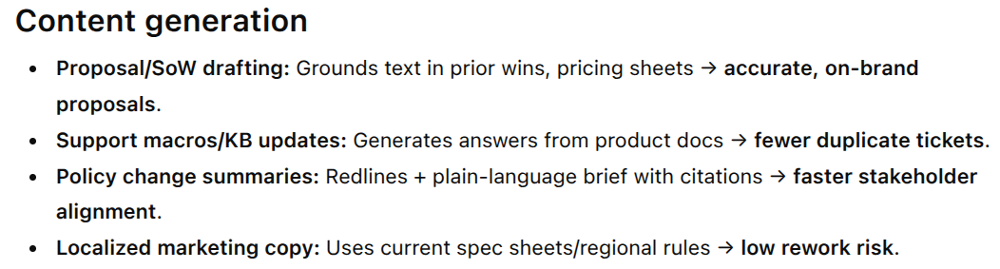 Content generation
• Proposal/SoW drafting: Grounds text in prior wins, pricing sheets → accurate, on-brand
proposals.
• Support macros/KB updates: Generates answers from product docs → fewer duplicate tickets.
• Policy change summaries: Redlines + plain-language brief with citations → faster stakeholder
alignment.
• Localized marketing copy: Uses current spec sheets/regional rules → low rework risk.